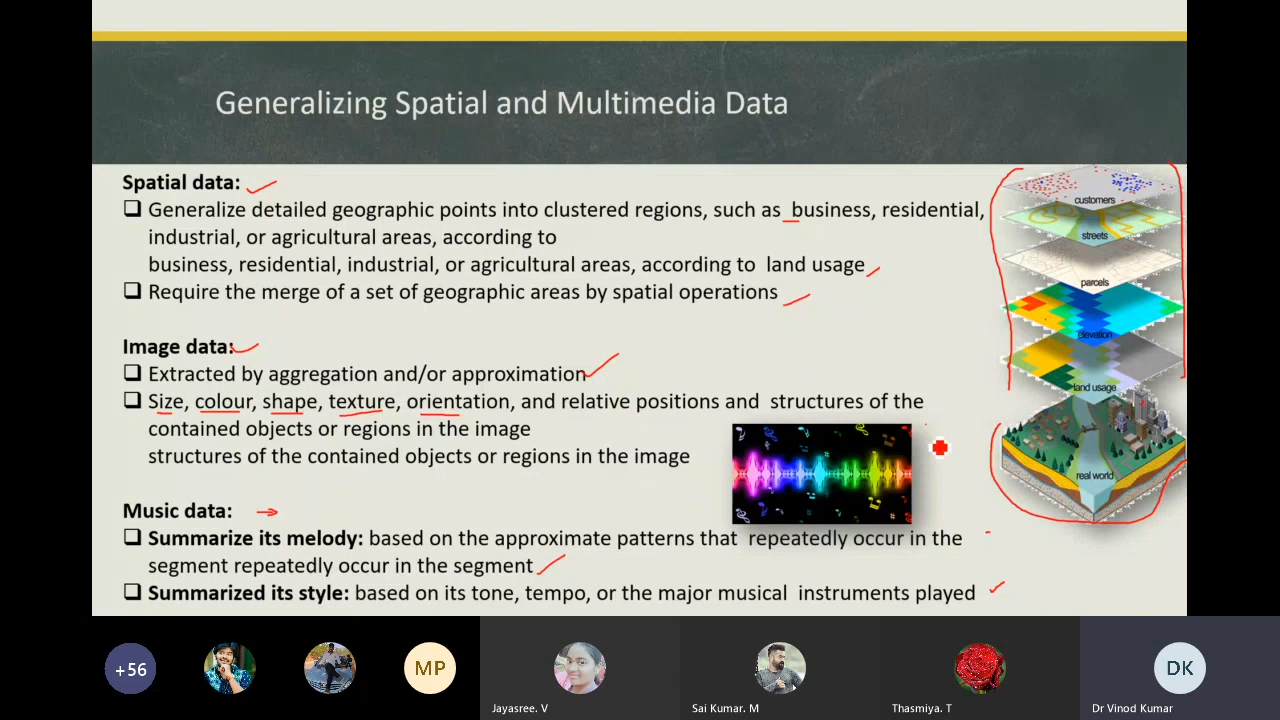 Generalizing Spatial and Multimedia Data
Spatial data:
Generalize detailed geographic points into clustered regions, such as business, residential,
industrial, or agricultural areas, according to
business, residential, industrial, or agricultural areas, according to land usage
Require the merge of a set of geographic areas by spatial operations
Image data:
Extracted by aggregation and/or approximation
Size, colour, shape, texture, orientation, and relative positions and structures of the
contained objects or regions in the image
structures of the contained objects or regions in the image
Music data:
Summarize its melody: based on the approximate patterns that repeatedly occur in the
segment repeatedly occur in the segment
Summarized its style: based on its tone, tempo, or the major musical instruments played
customers
streets
parcels
elevation
land usage
real world
+56
MP
DK
Jayasree. V
Sai Kumar. M
Thasmiya. T
Dr Vinod Kumar